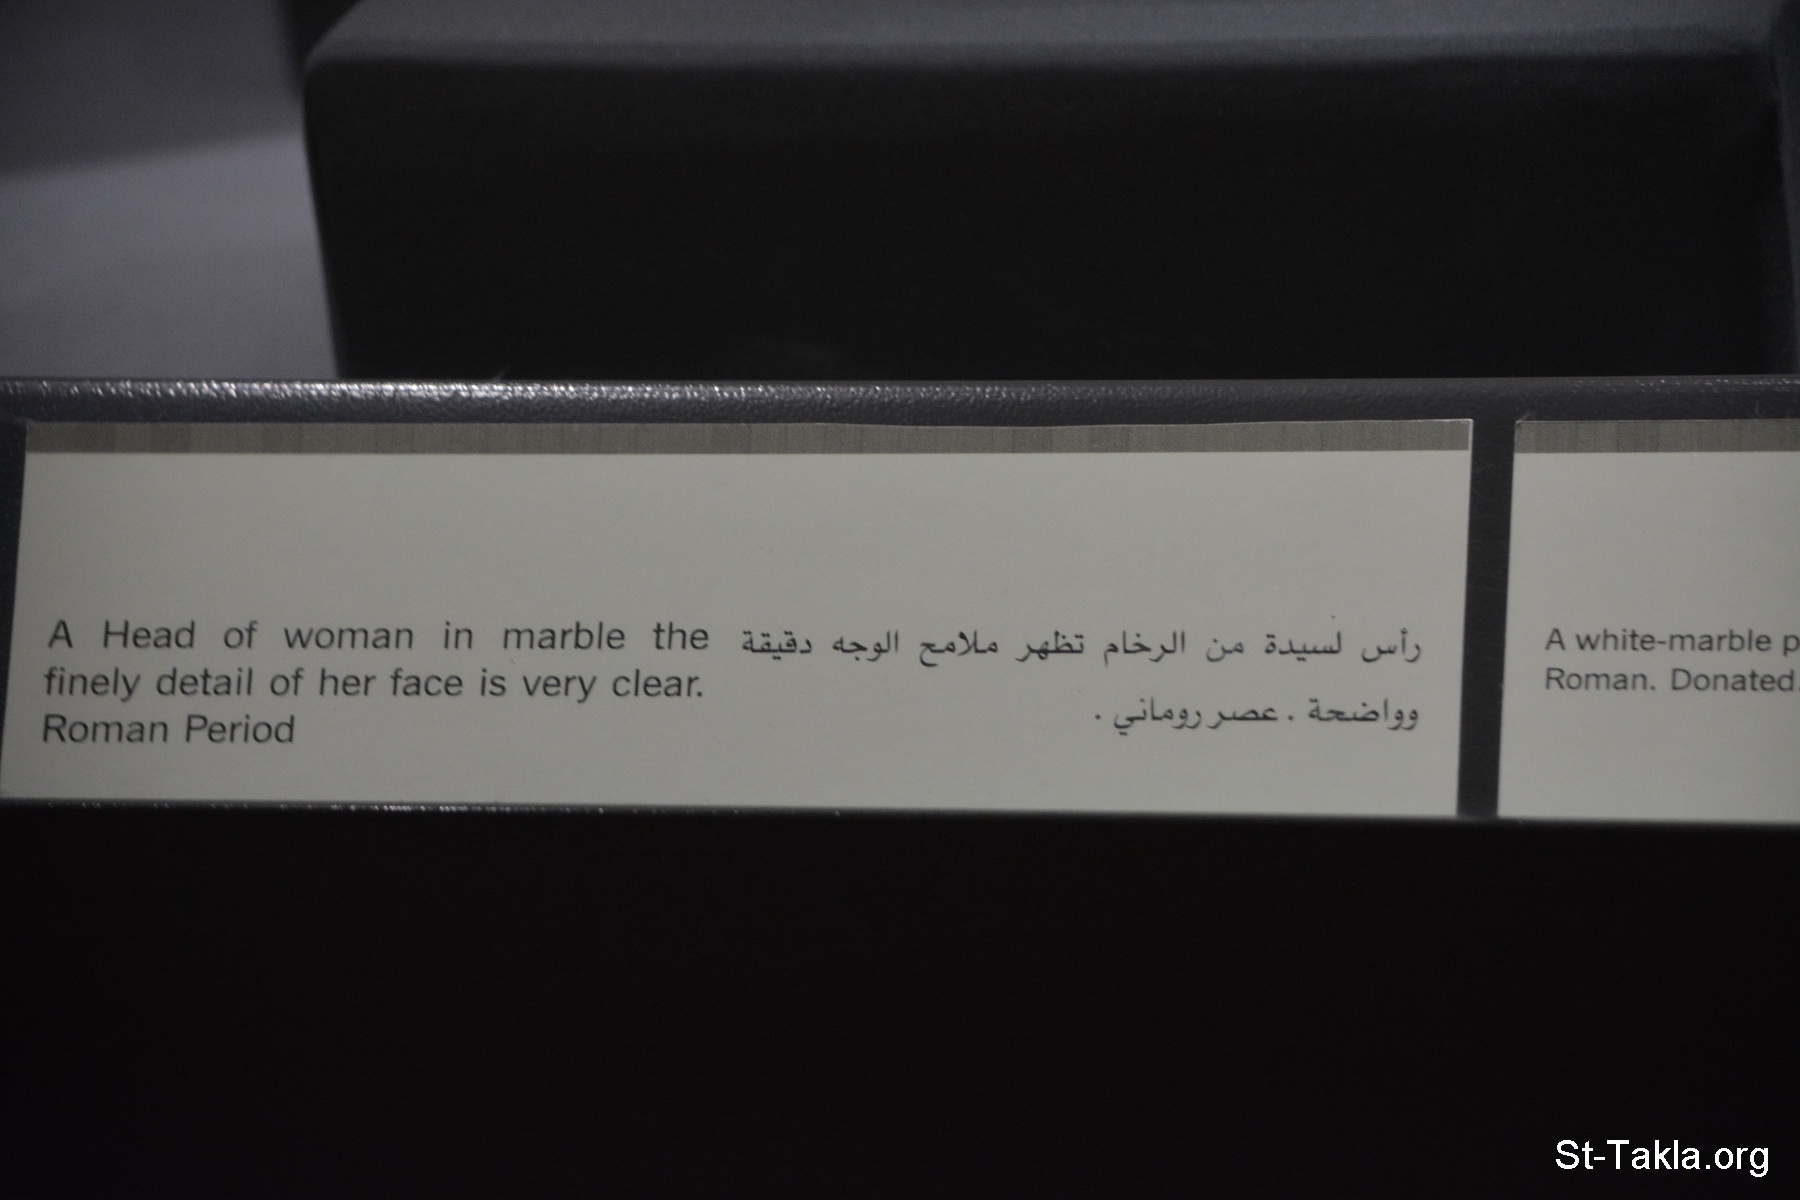 A Head of woman in marble the
finely detail of her face is very clear.
Roman Period
رأس لسيدة من الرخام تظهر ملامح الوجه دقيقة
وواضحة . عصر روماني .
A white-marble
Roman. Donated.
St-Takla.org